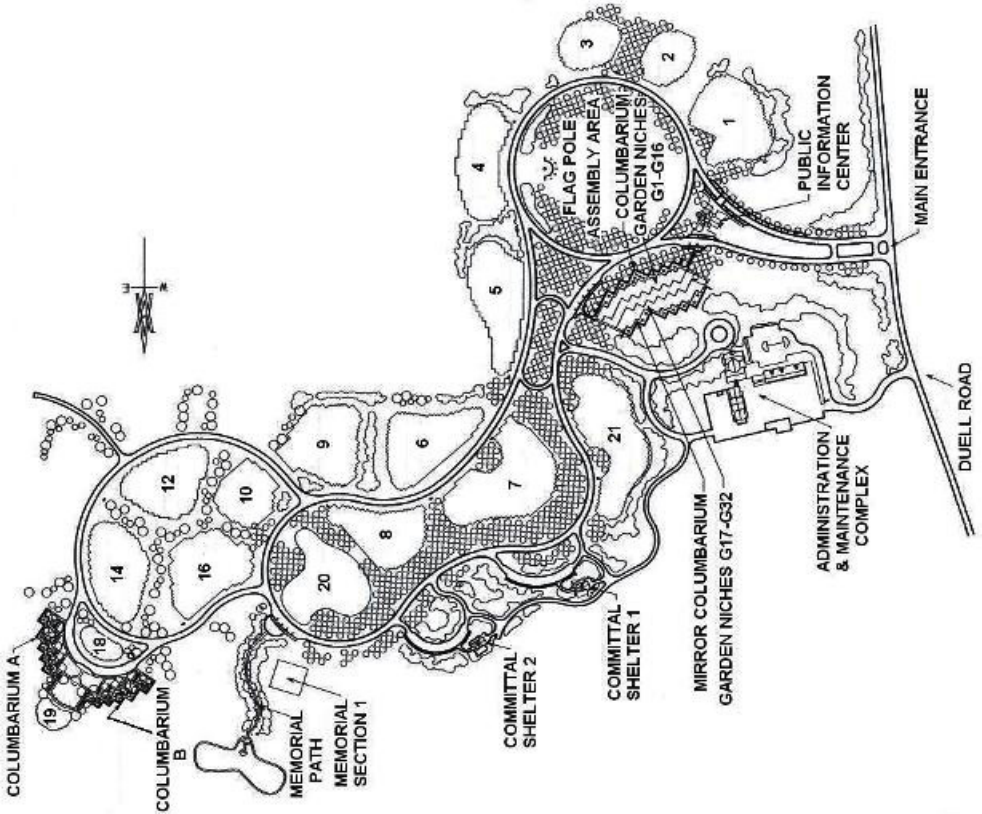 3
2
1
4
FLAG POLE
ASSEMBLY AREA
COLUMBARIUM
GARDEN NICHES
G1-G16
PUBLIC
INFORMATION
CENTER
MAIN ENTRANCE
5
E
W
N
9
6
7
21
12
10
8
14
16
20
18
19
COLUMBARIUM A
COLUMBARIUM
B
MEMORIAL
PATH
MEMORIAL
SECTION 1
COMMITTAL
SHELTER 2
COMMITTAL
SHELTER 1
MIRROR COLUMBARIUM
GARDEN NICHES G17-G32
ADMINISTRATION
& MAINTENANCE
COMPLEX
DUELL ROAD